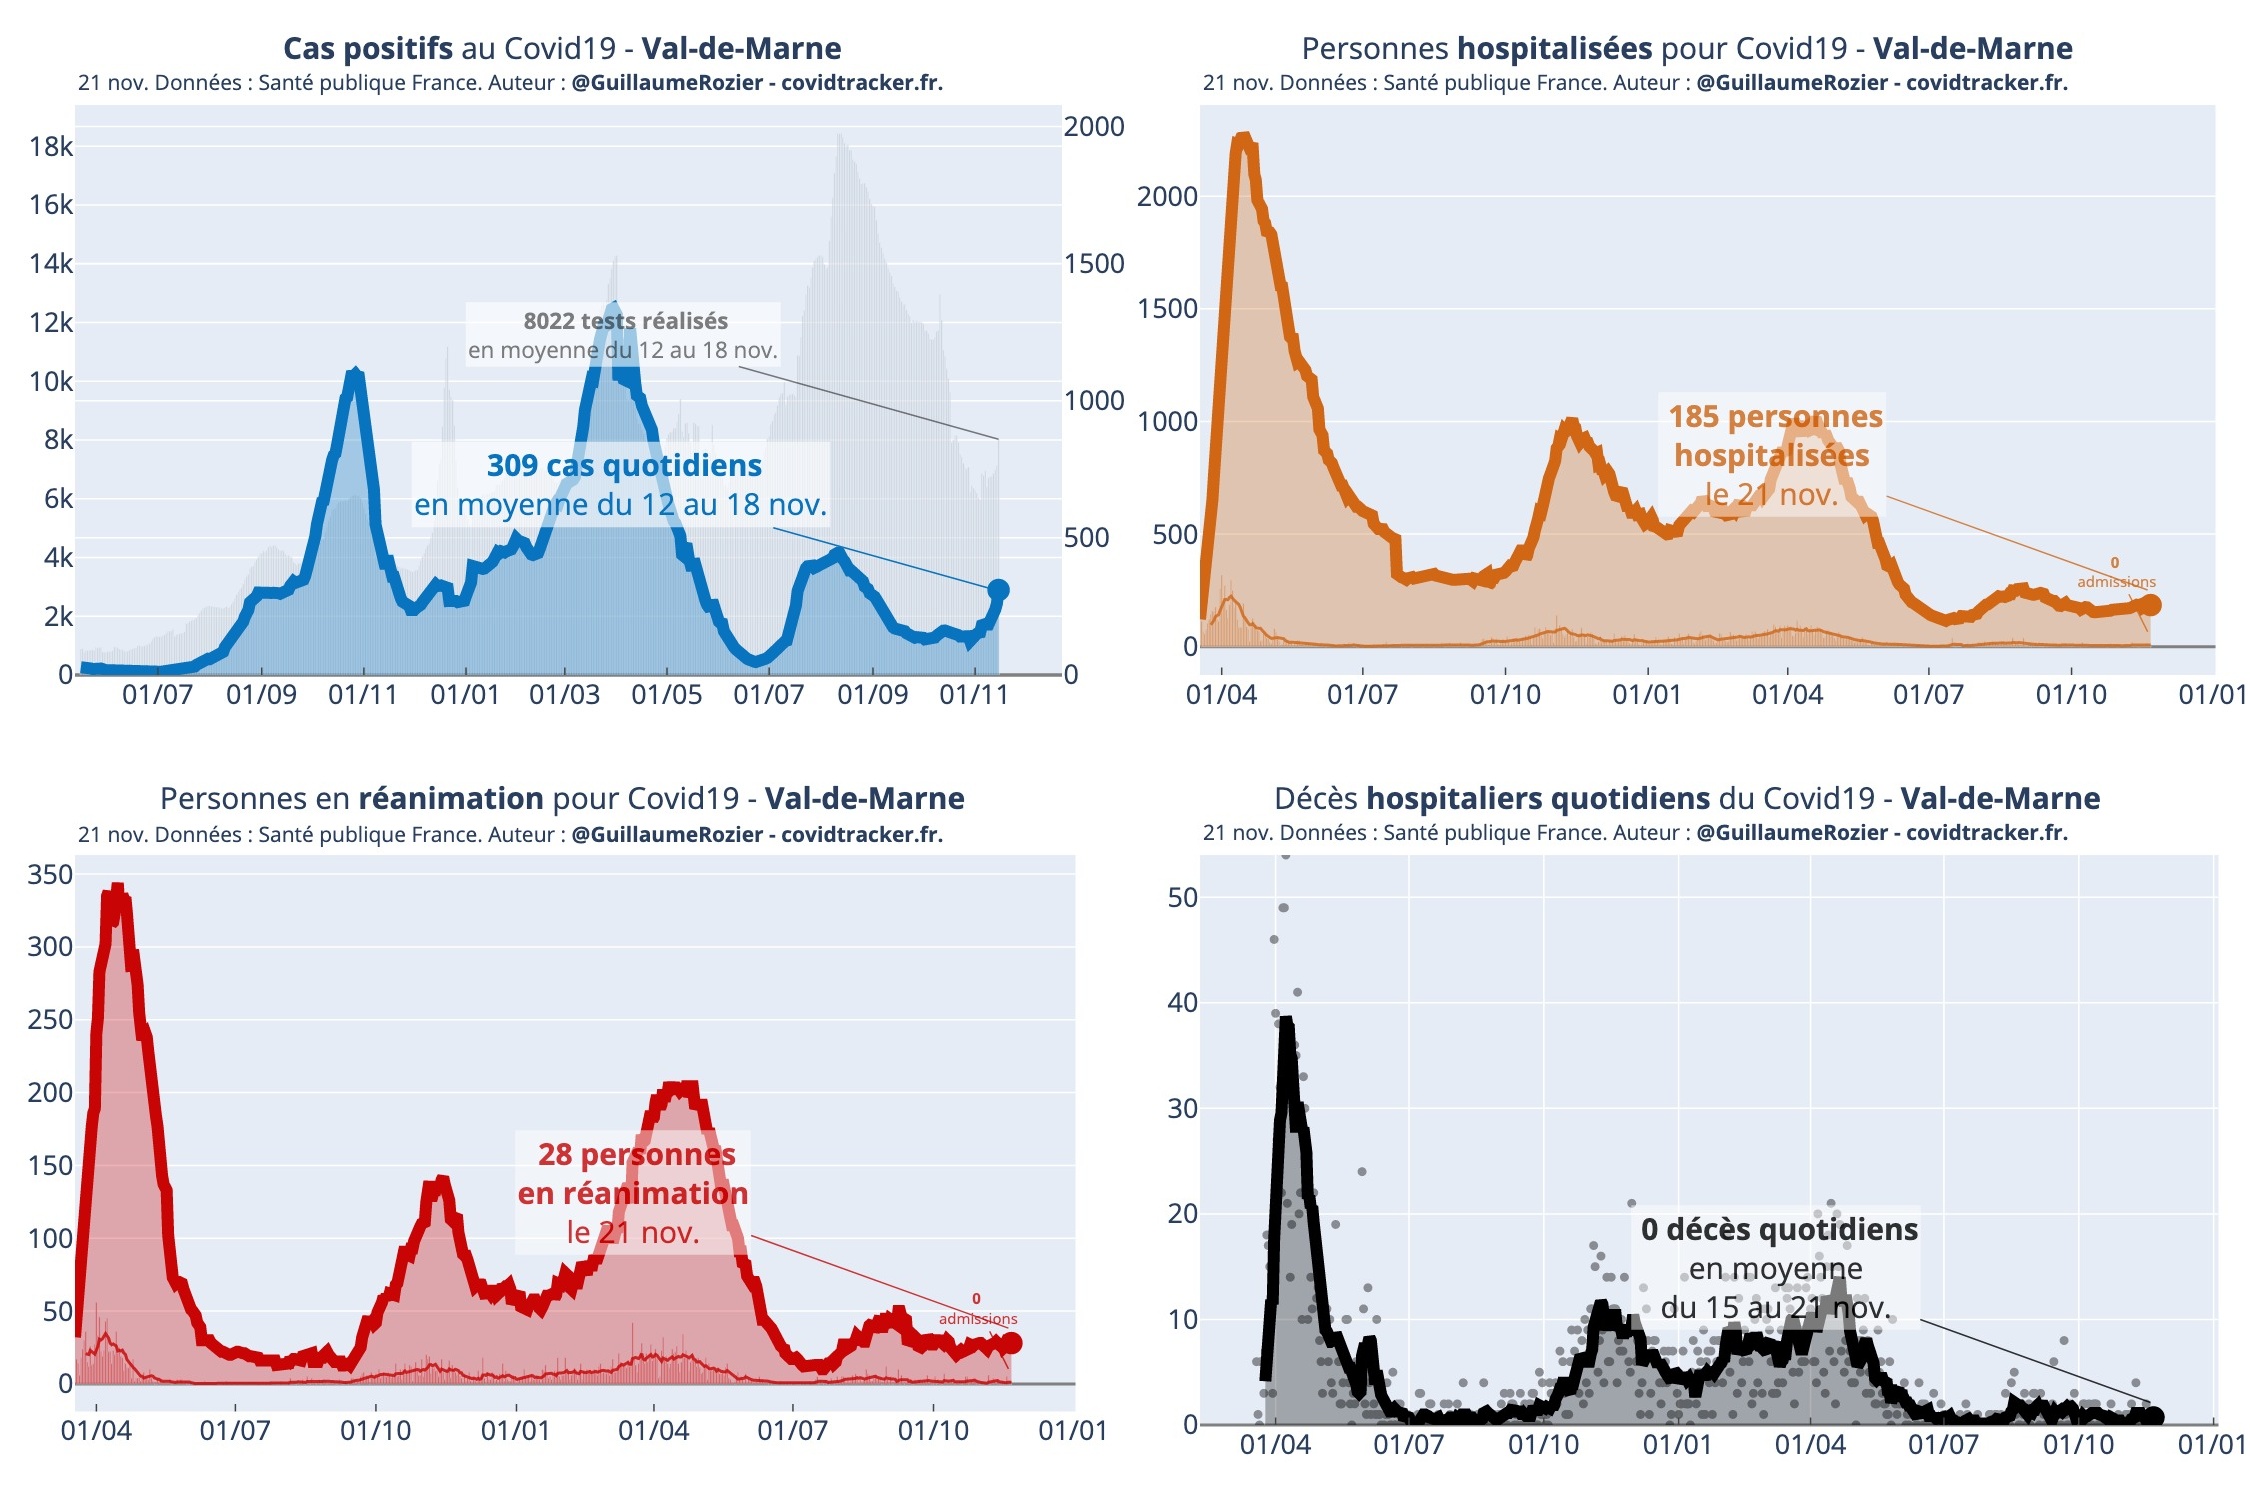 Cas positifs au Covid19 - Val-de-Marne
21 nov. Données : Santé publique France. Auteur : @GuillaumeRozier - covidtracker.fr.
18k
16k
14k
12k
10k
8k
6k
4k
2k
0
2000
1500
1000
500
0
8022 tests réalisés
en moyenne du 12 au 18 nov.
309 cas quotidiens
en moyenne du 12 au 18 nov.
01/07 01/09 01/11 01/01 01/03 01/05 01/07 01/09 01/11
Personnes hospitalisées pour Covid19 - Val-de-Marne
21 nov. Données : Santé publique France. Auteur : @GuillaumeRozier - covidtracker.fr.
2000
1500
1000
500
0
185 personnes
hospitalisées
le 21 nov.
0
admissions
01/04 01/07 01/10 01/01 01/04 01/07 01/10 01/01
Personnes en réanimation pour Covid19 - Val-de-Marne
21 nov. Données : Santé publique France. Auteur : @GuillaumeRozier - covidtracker.fr.
350
300
250
200
150
100
50
0
28 personnes
en réanimation
le 21 nov.
0
admissions
01/04 01/07 01/10 01/01 01/04 01/07 01/10 01/01
Décès hospitaliers quotidiens du Covid19 - Val-de-Marne
21 nov. Données : Santé publique France. Auteur : @GuillaumeRozier - covidtracker.fr.
50
40
30
20
10
0
0 décès quotidiens
en moyenne
du 15 au 21 nov.
01/04 01/07 01/10 01/01 01/04 01/07 01/10 01/01